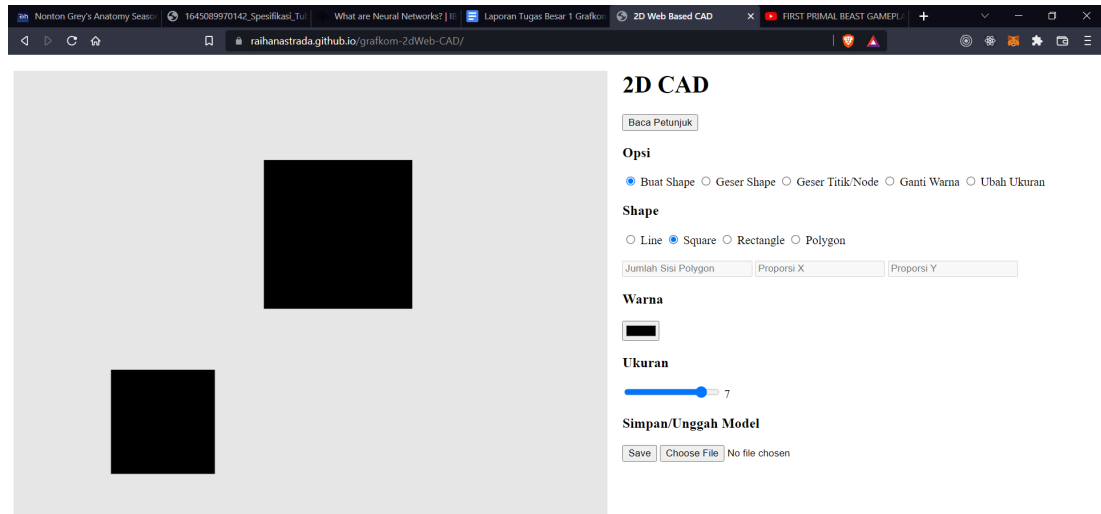 Nonton Grey's Anatomy Season
1645089970142_Spesifikasi_Tu
What are Neural Networks? | IB
Laporan Tugas Besar 1 Grafkom
2D Web Based CAD
FIRST PRIMAL BEAST GAMEPLA
raihanastrada.github.io/grafkom-2dWeb-CAD/
2D CAD
Baca Petunjuk
Opsi
Buat Shape Geser Shape Geser Titik/Node Ganti Warna Ubah Ukuran
Shape
Line Square Rectangle Polygon
Jumlah Sisi Polygon Proporsi X Proporsi Y
Warna
Ukuran
7
Simpan/Unggah Model
Save Choose File No file chosen